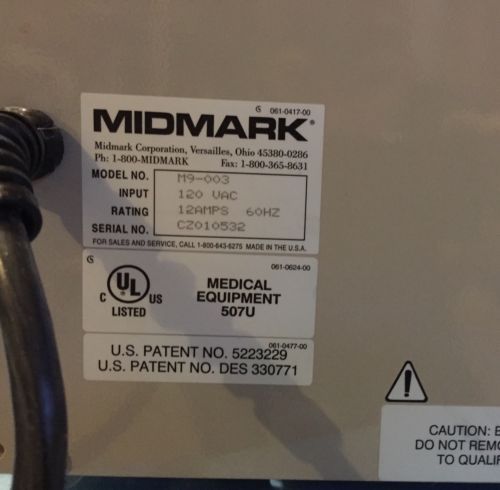 061-0417-00
MIDMARK®
Midmark Corporation, Versailles, Ohio 45380-0286
Ph: 1-800-MIDMARK Fax: 1-800-365-8631
MODEL NO. M9-003
INPUT 120 VAC
RATING 12AMPS 60HZ
SERIAL NO. CZ010532
FOR SALES AND SERVICE, CALL 1-800-643-6275 MADE IN THE U.S.A.
061-0624-00
C UL US
LISTED
MEDICAL
EQUIPMENT
507U
061-0477-00
U.S. PATENT NO. 5223229
U.S. PATENT NO. DES 330771
CAUTION:
DO NOT
TO